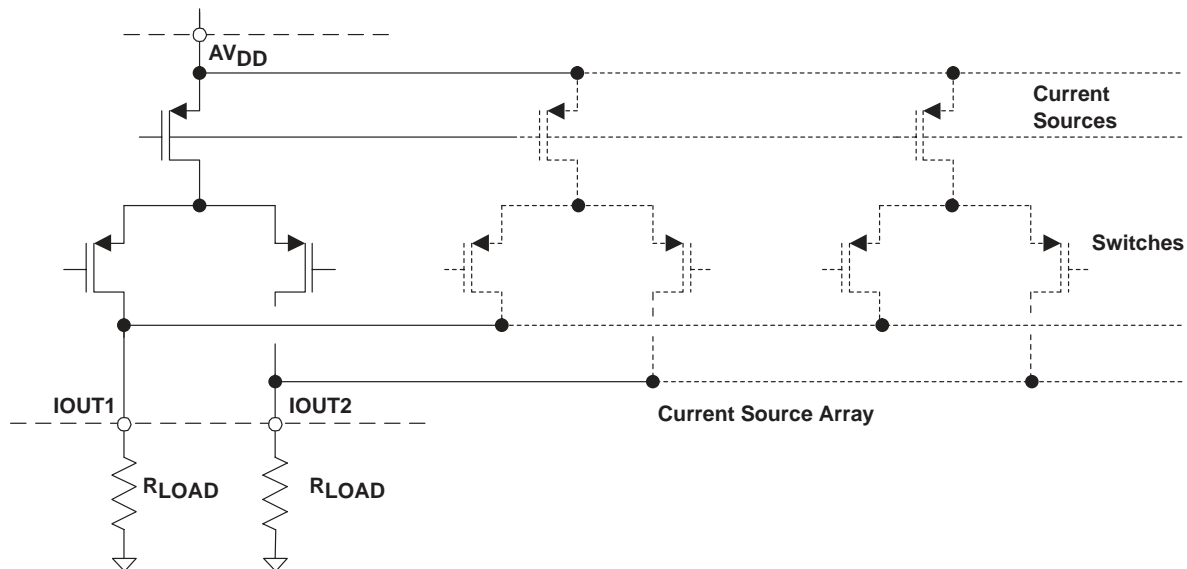 AVDD
Current
Sources
Switches
IOUT1
IOUT2
Current Source Array
RLOAD
RLOAD